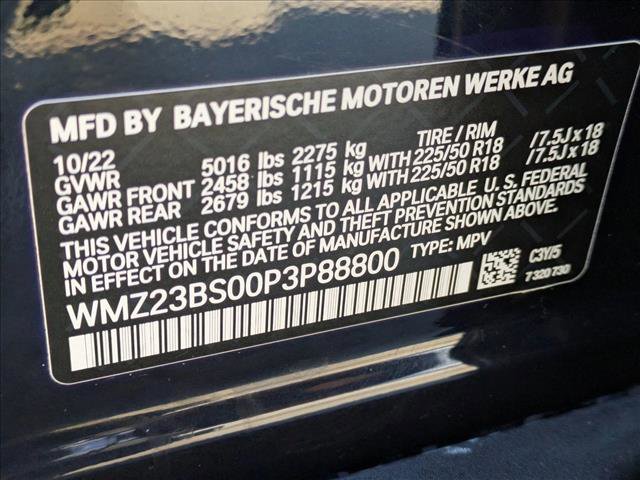 MFD BY BAYERISCHE MOTOREN WERKE AG
10/22 TIRE / RIM
GVWR 5016 lbs 2275 kg
GAWR FRONT 2458 lbs 1115 kg WITH 225/50 R18 /7.5J x 18
GAWR REAR 2679 lbs 1215 kg WITH 225/50 R18 /7.5J x 18
THIS VEHICLE CONFORMS TO ALL APPLICABLE U. S. FEDERAL
MOTOR VEHICLE SAFETY AND THEFT PREVENTION STANDARDS
IN EFFECT ON THE DATE OF MANUFACTURE SHOWN ABOVE.
WMZ23BS00P3P88800 TYPE: MPV C3Y/5
7320730